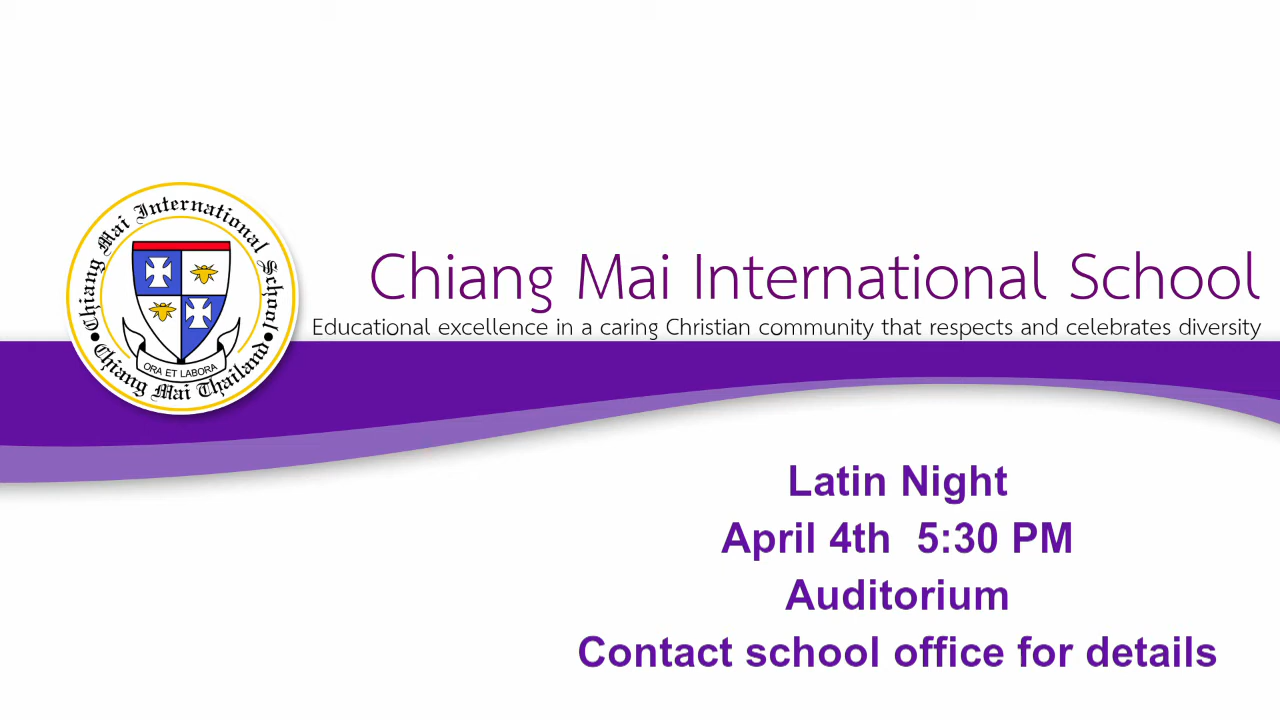 Chiang Mai International School
Chiang Mai Thailand
ORA ET LABORA
Chiang Mai International School
Educational excellence in a caring Christian community that respects and celebrates diversity
Latin Night
April 4th  5:30 PM
Auditorium
Contact school office for details